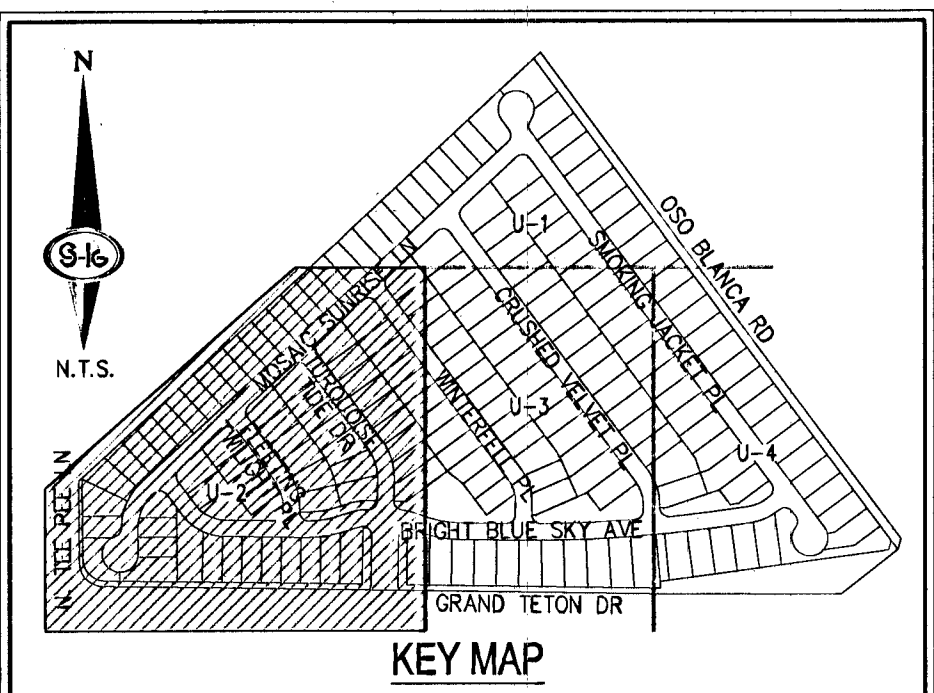 N
S-16
N.T.S.
OSO BLANCA RD
U-1
SMOKING JACKET PL
MOSAIC SUNRISE LN
CRUSHED VELVET PL
TURQUOISE
TIDE DR
WINTERFELL PL
U-3
U-4
U-2
N. TEE PEE LN
BRIGHT BLUE SKY AVE
GRAND TETON DR
KEY MAP